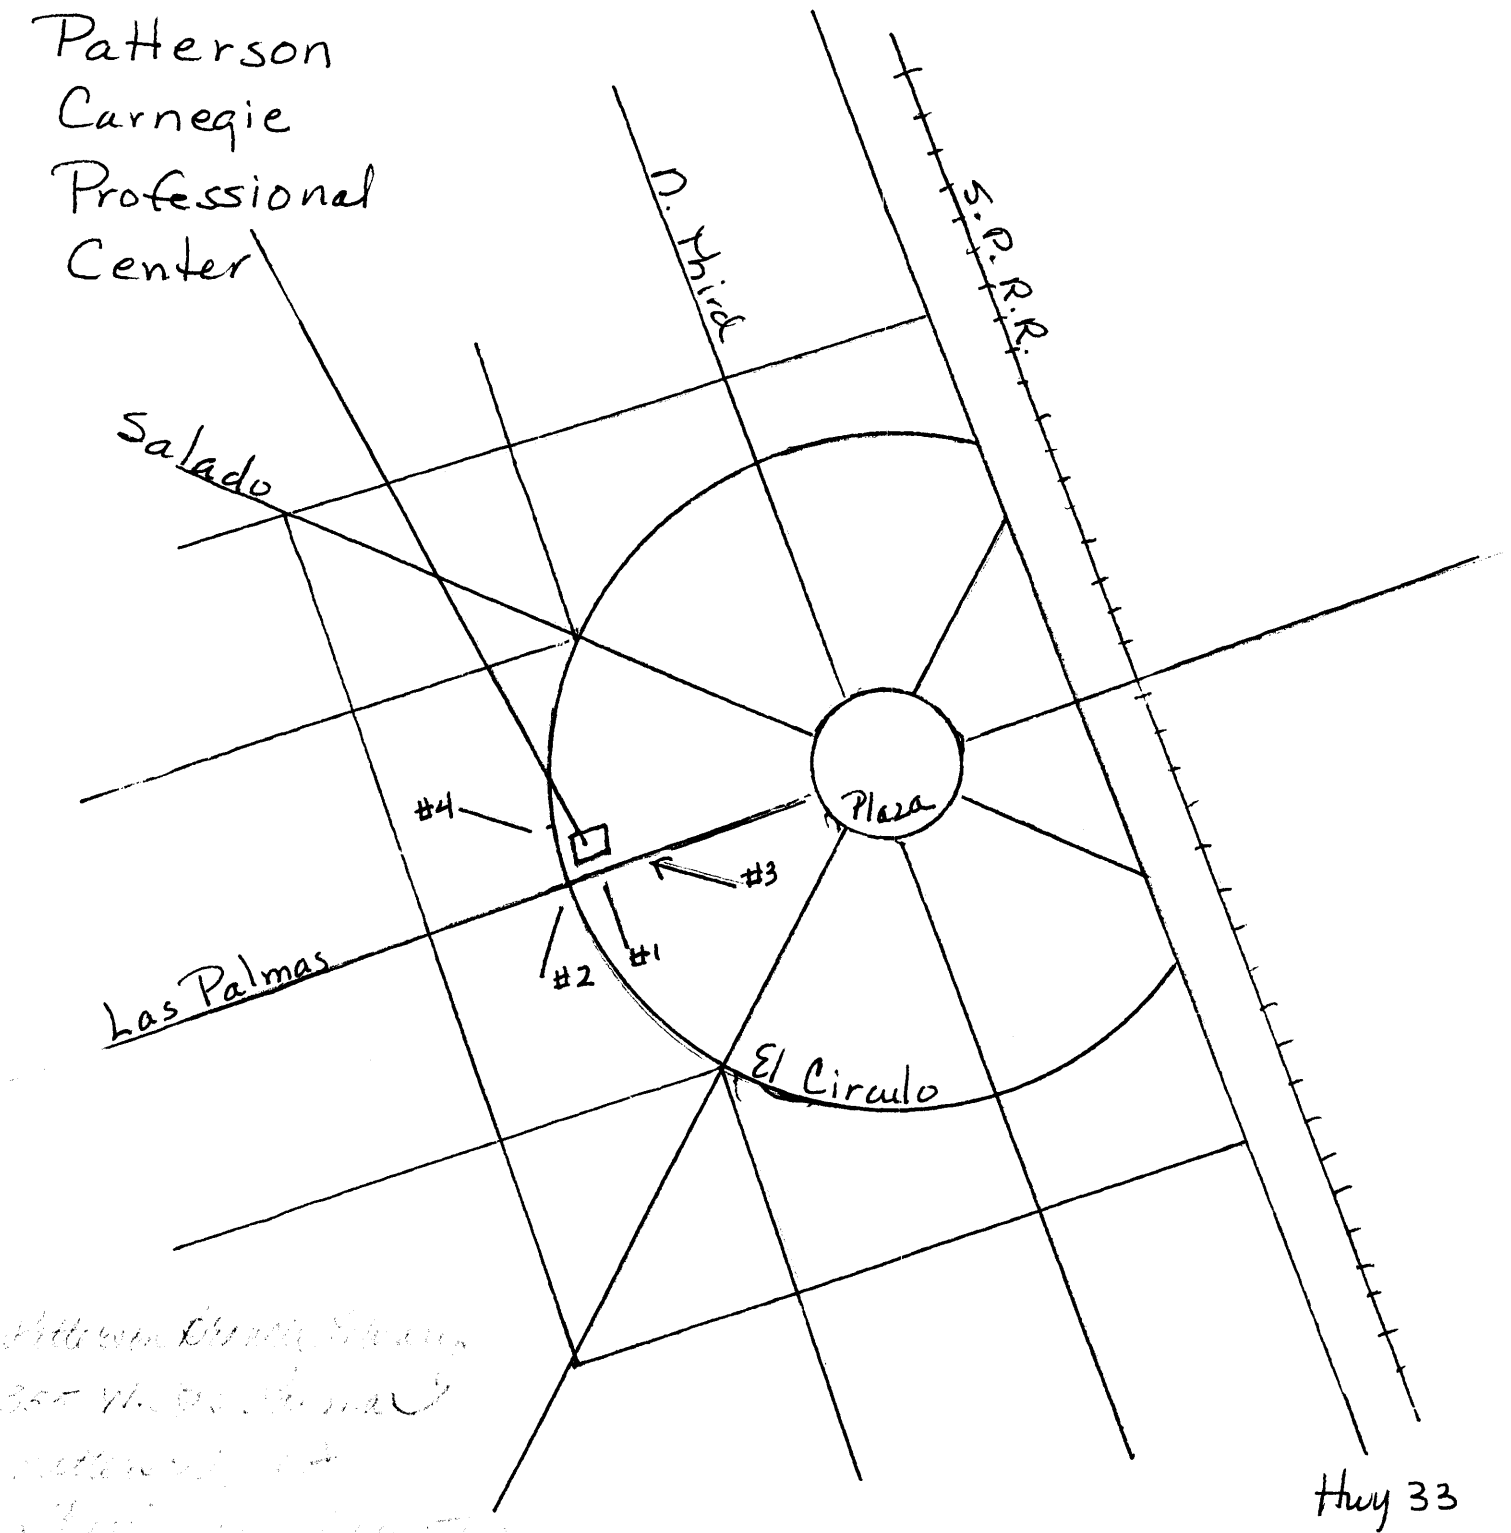 Patterson
Carnegie
Professional
Center
N. Third
S.P.R.R.
Salado
#4
Plaza
#3
#1
#2
Las Palmas
El Circulo
Hwy 33